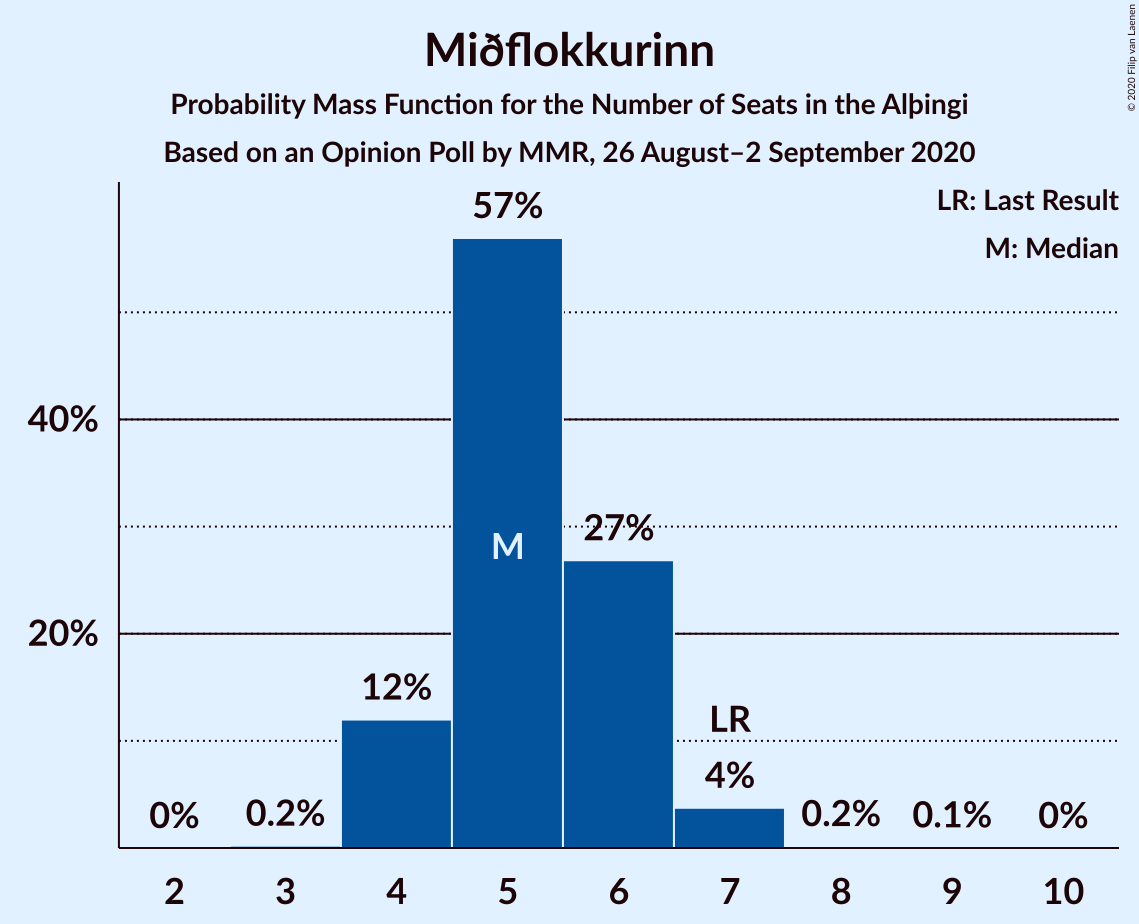 Miðflokkurinn
Probability Mass Function for the Number of Seats in the Alþingi
Based on an Opinion Poll by MMR, 26 August–2 September 2020
© 2020 Filip van Laenen
LR: Last Result
M: Median
57%
40%
27%
M
20%
12%
LR
4%
0%
0.2%
0.2%
0.1%
0%
2 3 4 5 6 7 8 9 10